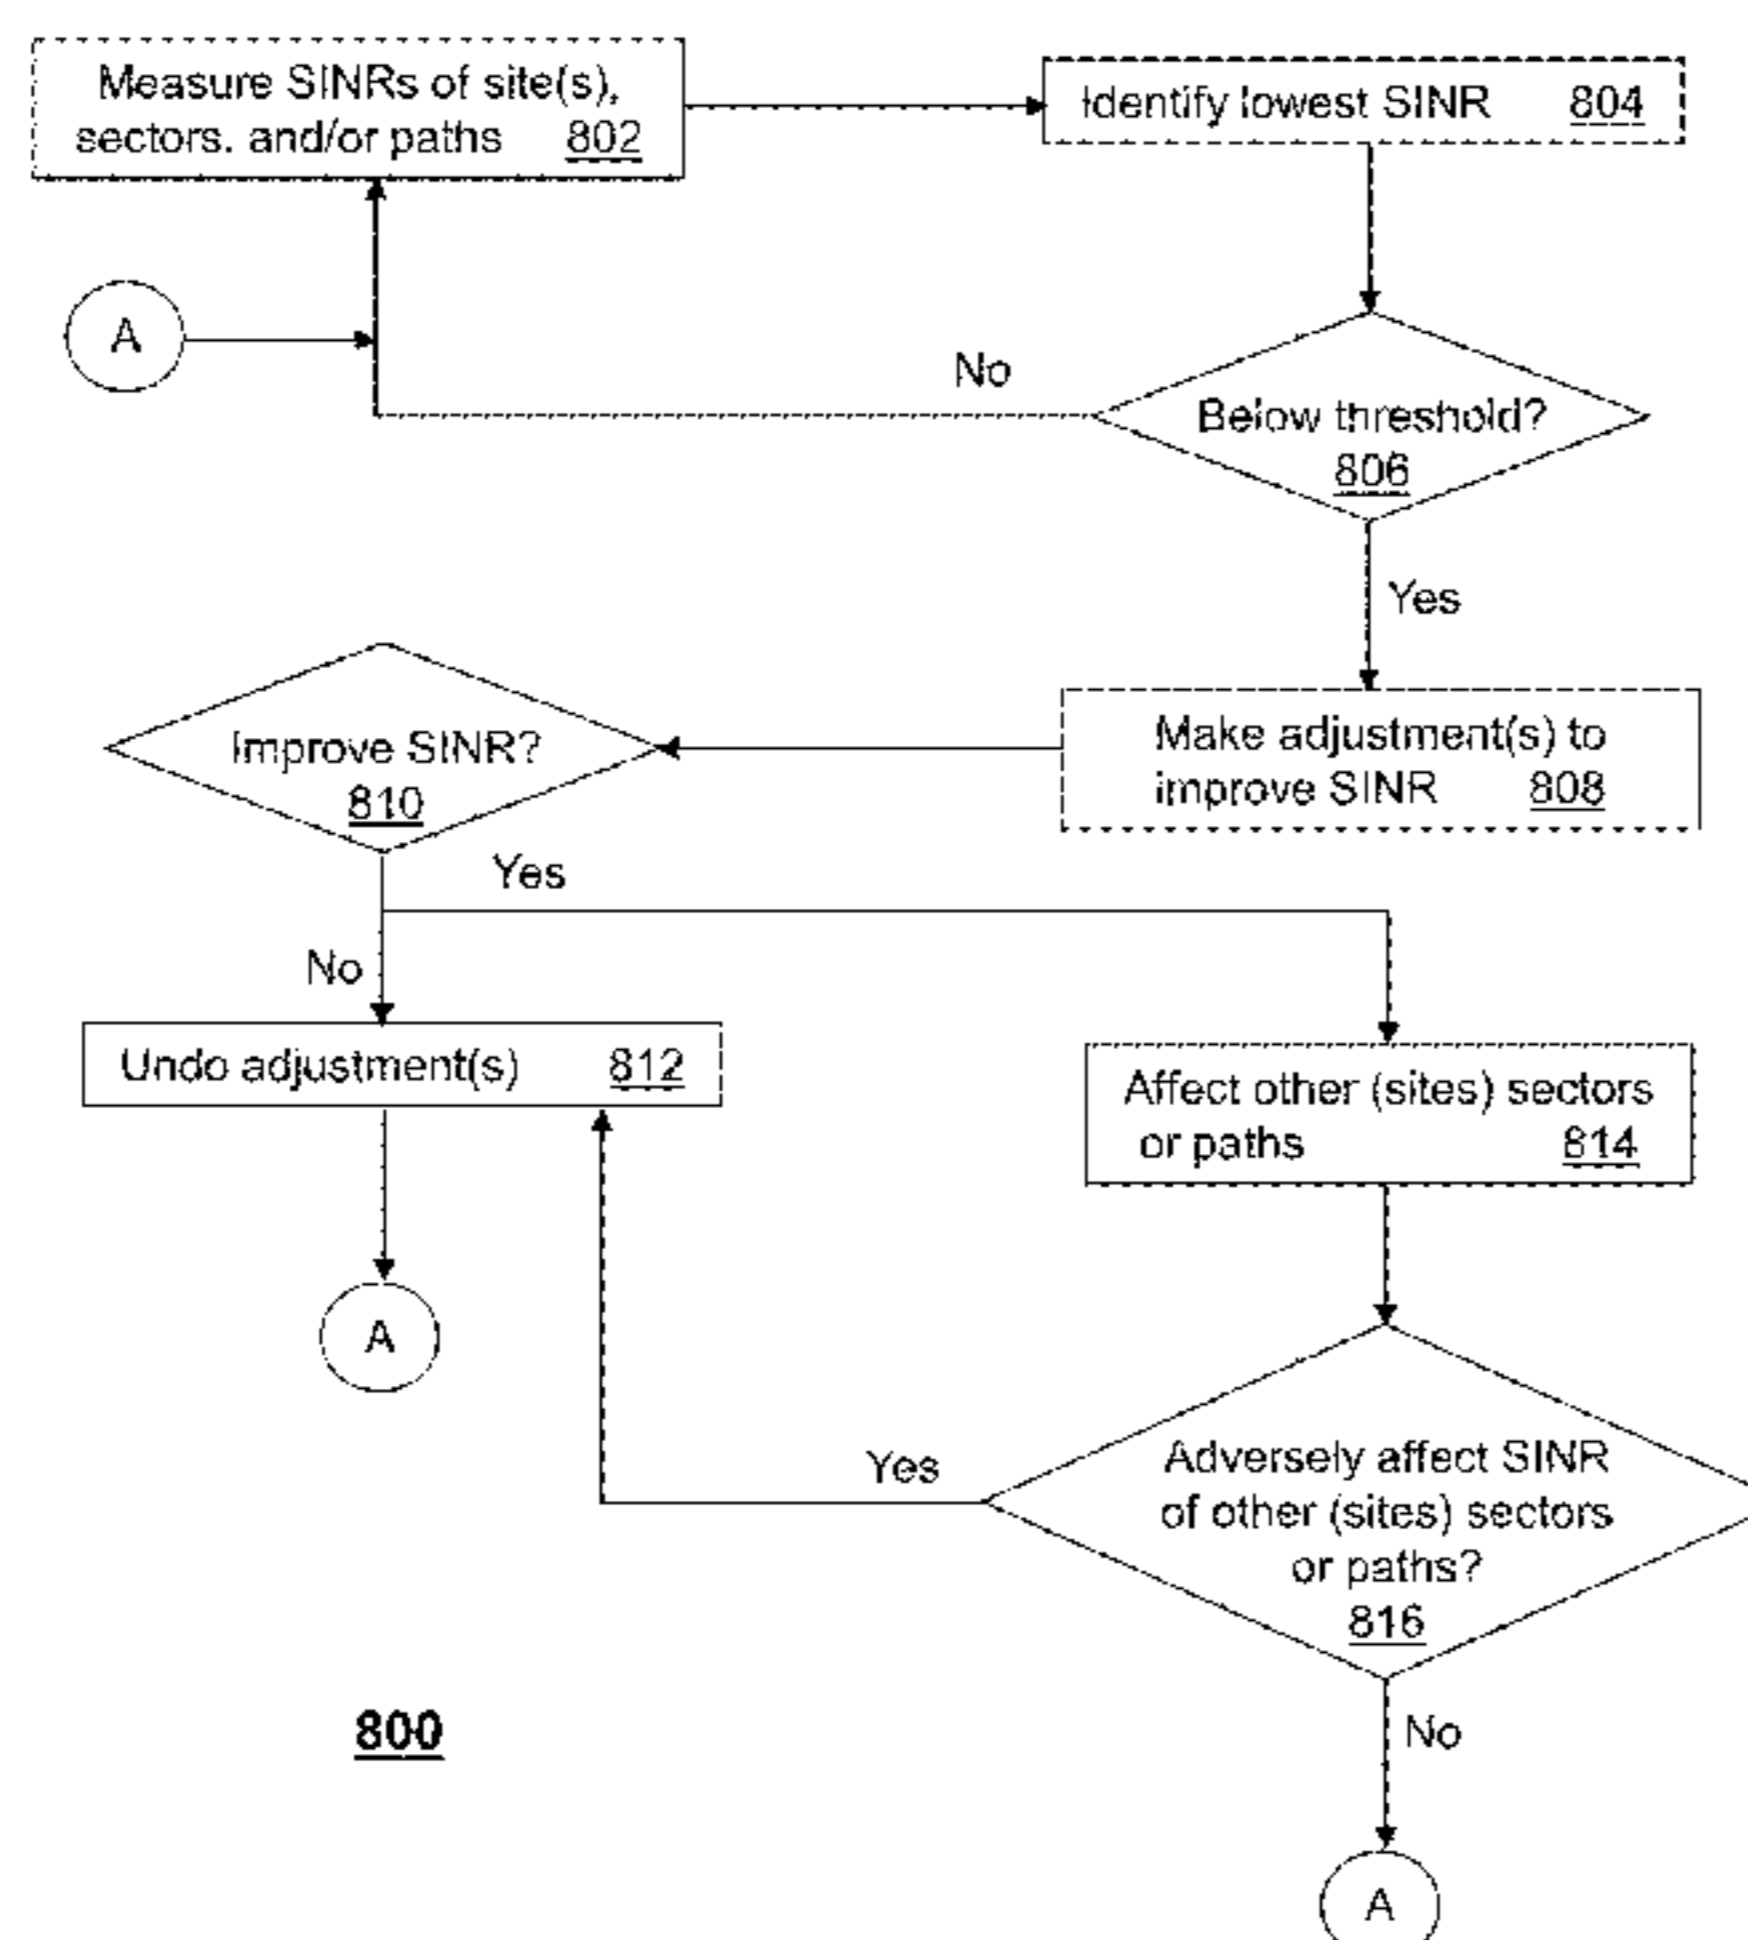 Measure SINRs of site(s),
sectors. and/or paths 802
Identify lowest SINR 804
A
No
Below threshold?
806
Yes
Improve SINR?
810
Make adjustment(s) to
improve SINR 808
Yes
No
Undo adjustment(s) 812
Affect other (sites) sectors
or paths 814
A
Yes
Adversely affect SINR
of other (sites) sectors
or paths?
816
800
No
A